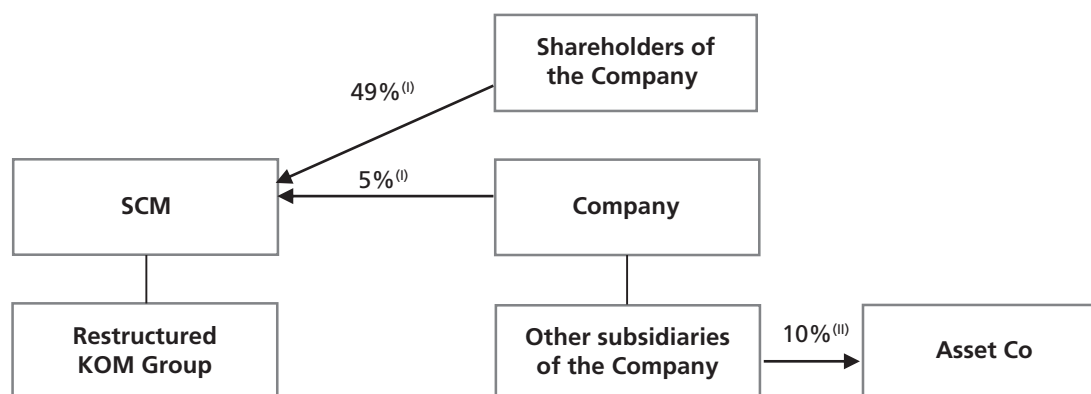 Shareholders of
the Company
49%(I)
5%(I)
SCM
Company
Restructured
KOM Group
Other subsidiaries
of the Company
10%(II)
Asset Co